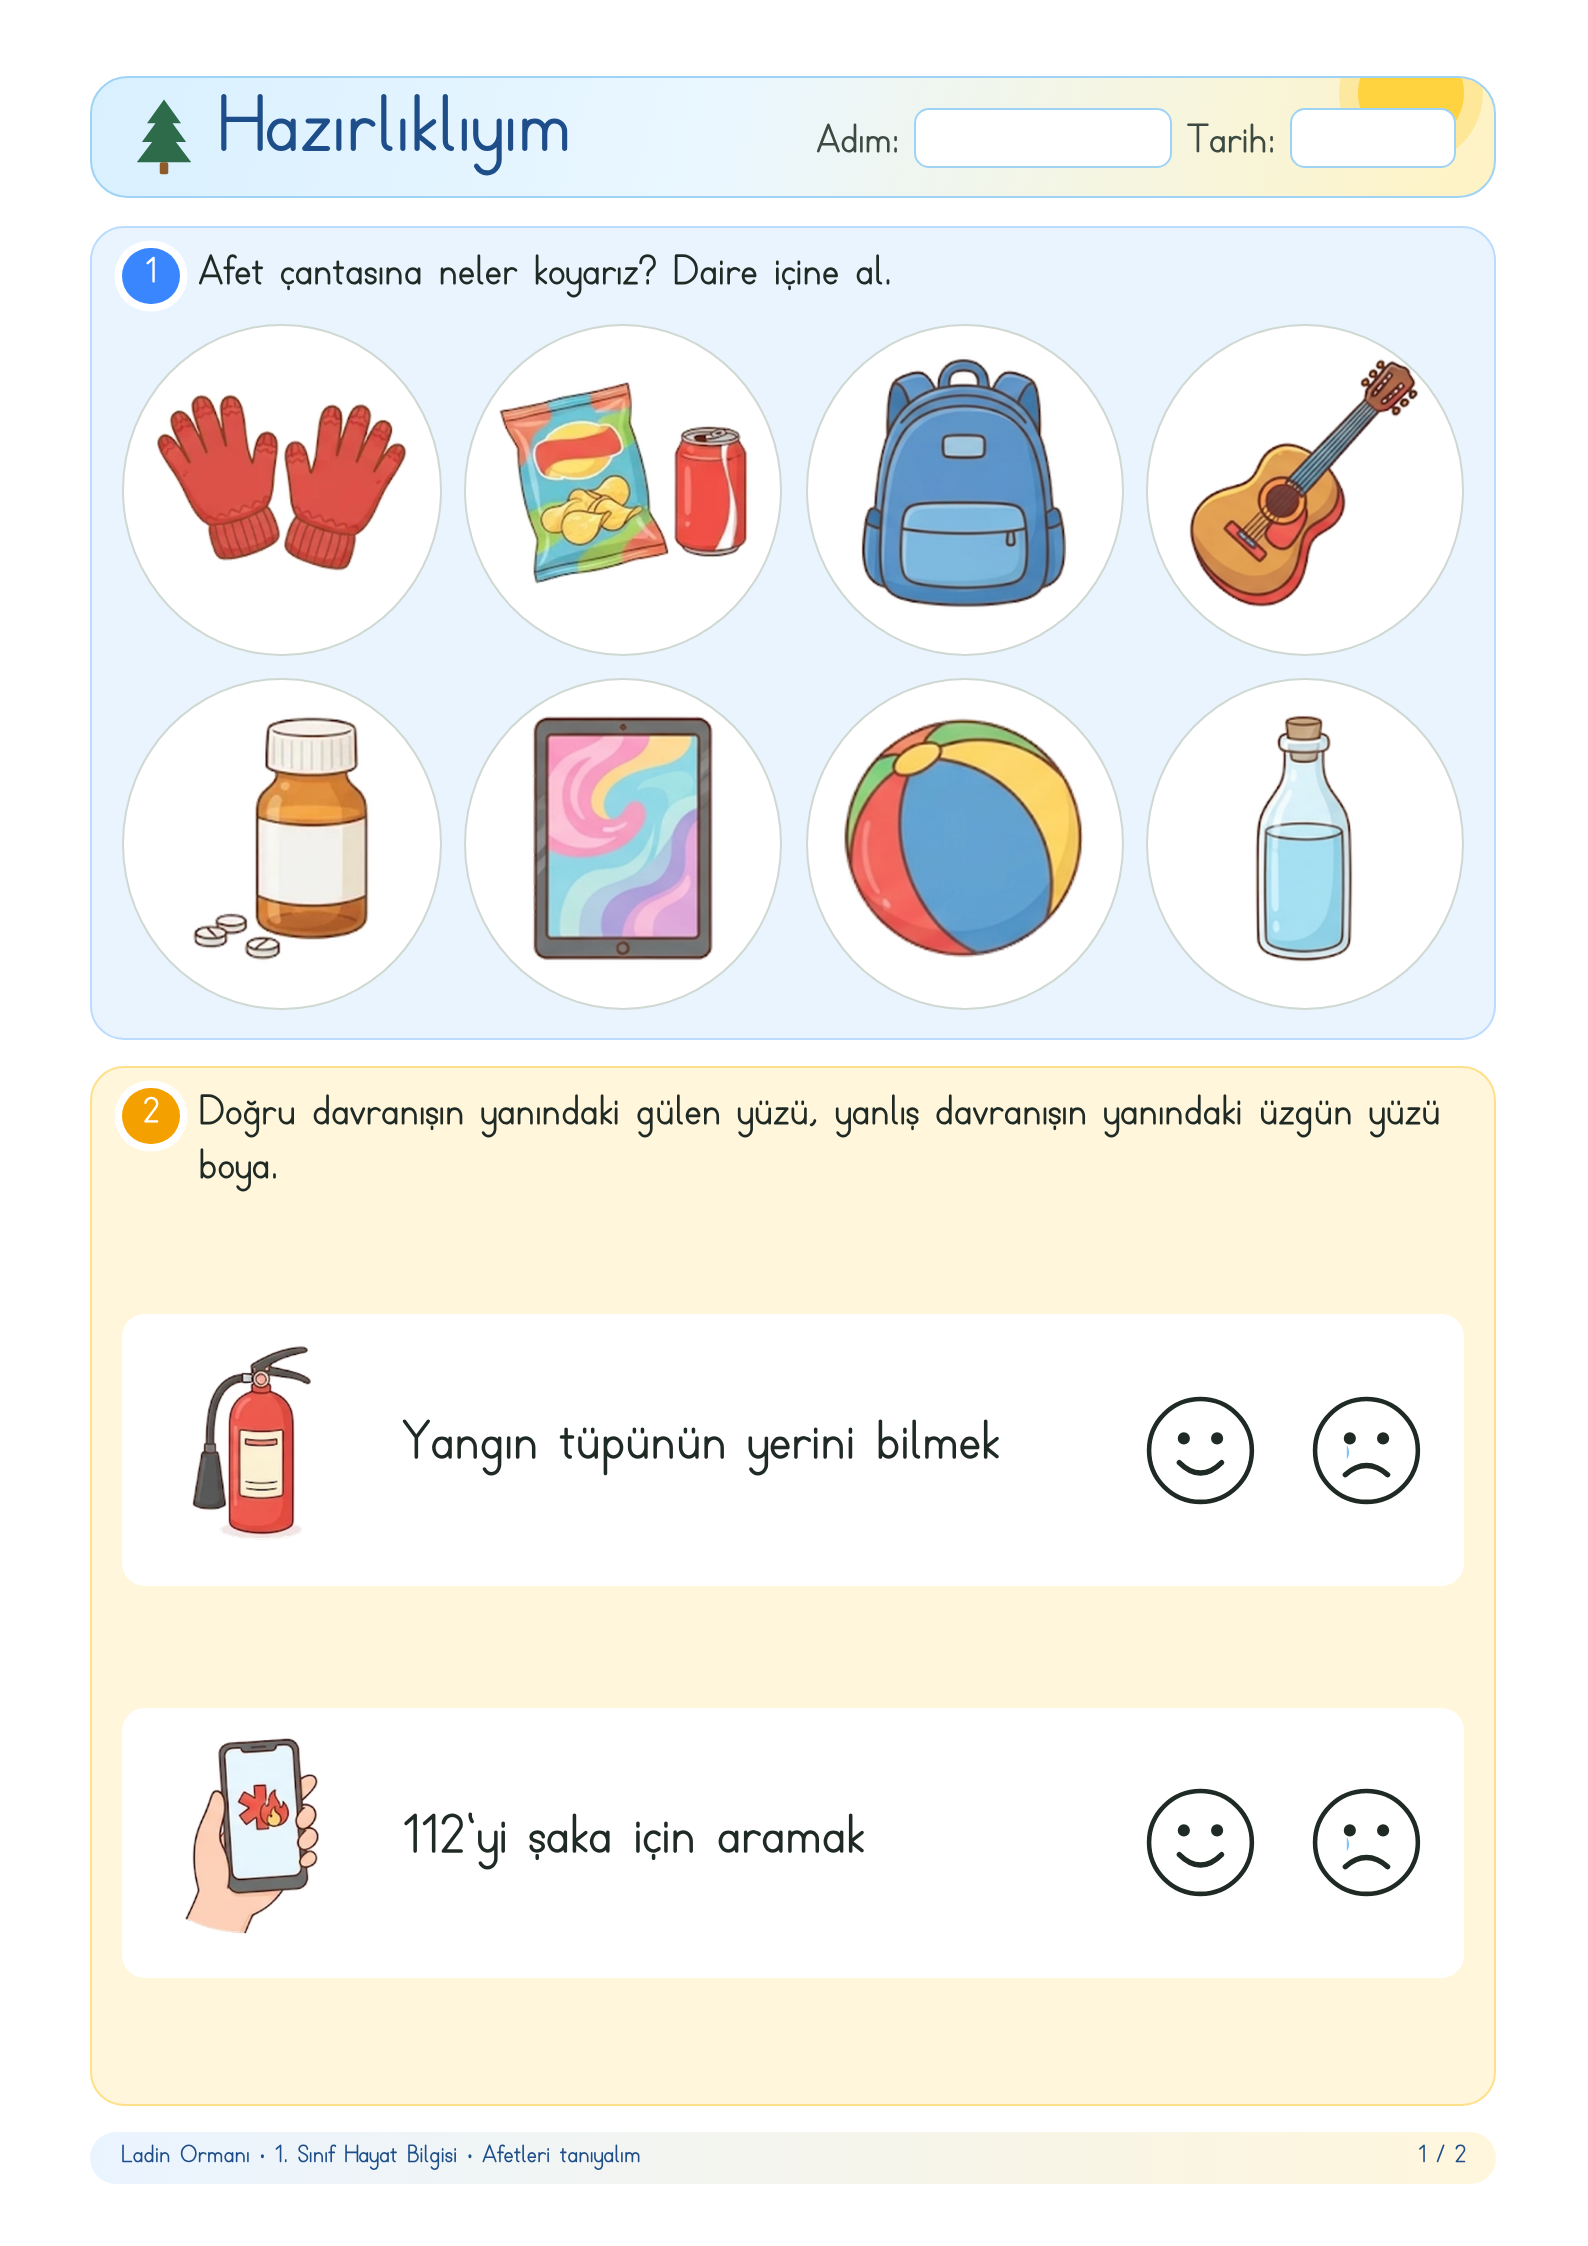 Hazırlıklıyım
Adım:
Tarih:
1 Afet çantasına neler koyarız? Daire içine al.
2 Doğru davranışın yanındaki gülen yüzü, yanlış davranışın yanındaki üzgün yüzü
boya.
Yangın tüpünün yerini bilmek
112‘yi şaka için aramak
Ladin Ormanı • 1. Sınıf Hayat Bilgisi • Afetleri tanıyalım
1 / 2